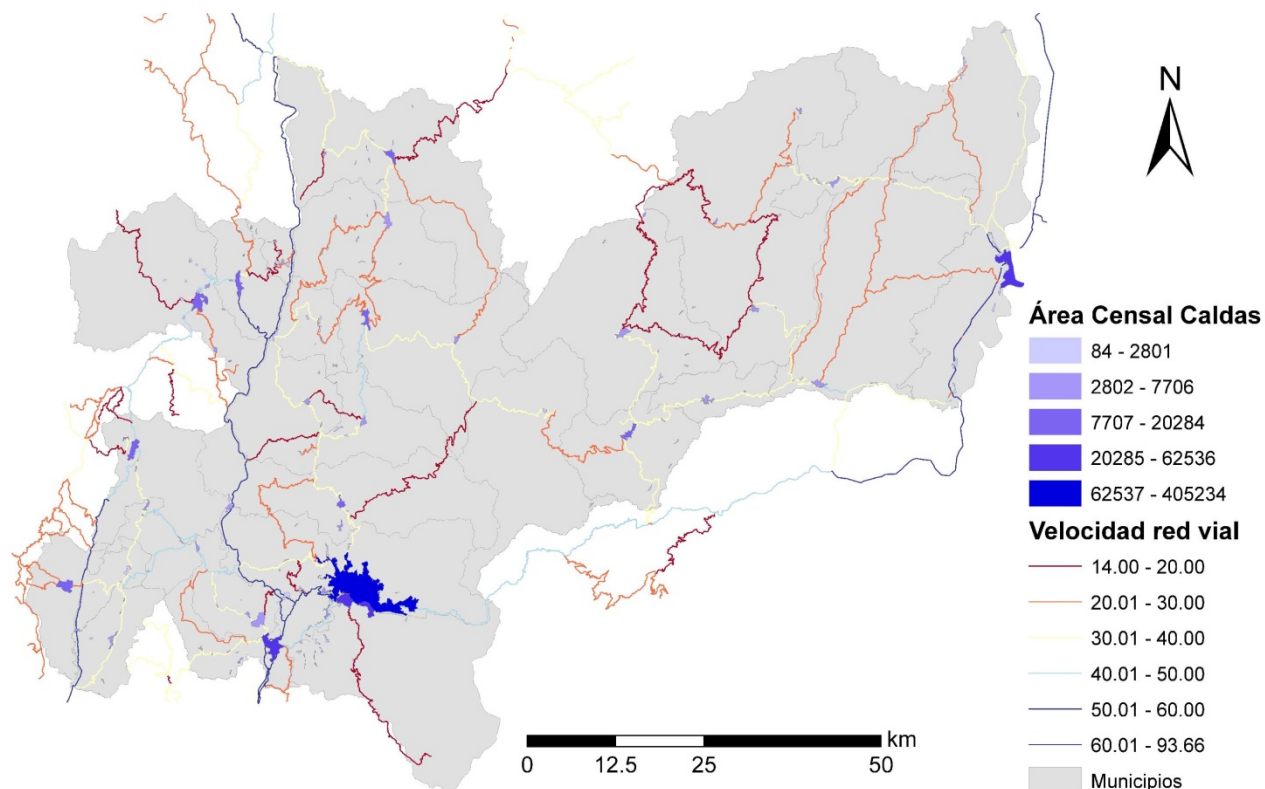 N
Área Censal Caldas
84 - 2801
2802 - 7706
7707 - 20284
20285 - 62536
62537 - 405234
Velocidad red vial
14.00 - 20.00
20.01 - 30.00
30.01 - 40.00
40.01 - 50.00
50.01 - 60.00
60.01 - 93.66
Municipios
km
0 12.5 25 50